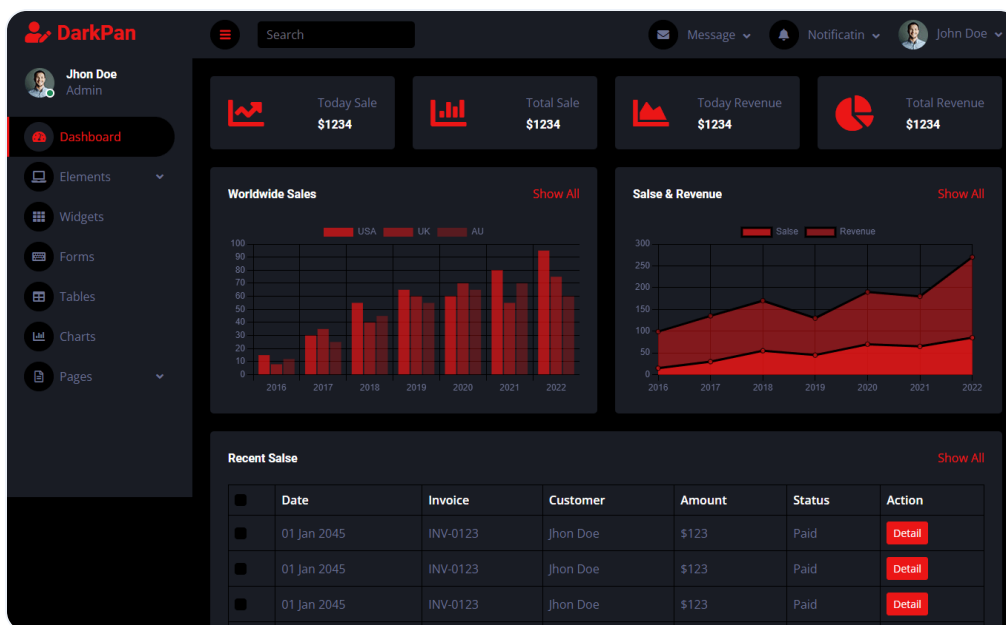 DarkPan
Search
Message
Notificatin
John Doe
Jhon Doe
Admin
Dashboard
Elements
Widgets
Forms
Tables
Charts
Pages
Today Sale
$1234
Total Sale
$1234
Today Revenue
$1234
Total Revenue
$1234
Worldwide Sales
Show All
USA UK AU
100
90
80
70
60
50
40
30
20
10
0
2016 2017 2018 2019 2020 2021 2022
Salse & Revenue
Show All
Salse Revenue
300
250
200
150
100
50
0
2016 2017 2018 2019 2020 2021 2022
Recent Salse
Show All
Date Invoice Customer Amount Status Action
01 Jan 2045 INV-0123 Jhon Doe $123 Paid Detail
01 Jan 2045 INV-0123 Jhon Doe $123 Paid Detail
01 Jan 2045 INV-0123 Jhon Doe $123 Paid Detail